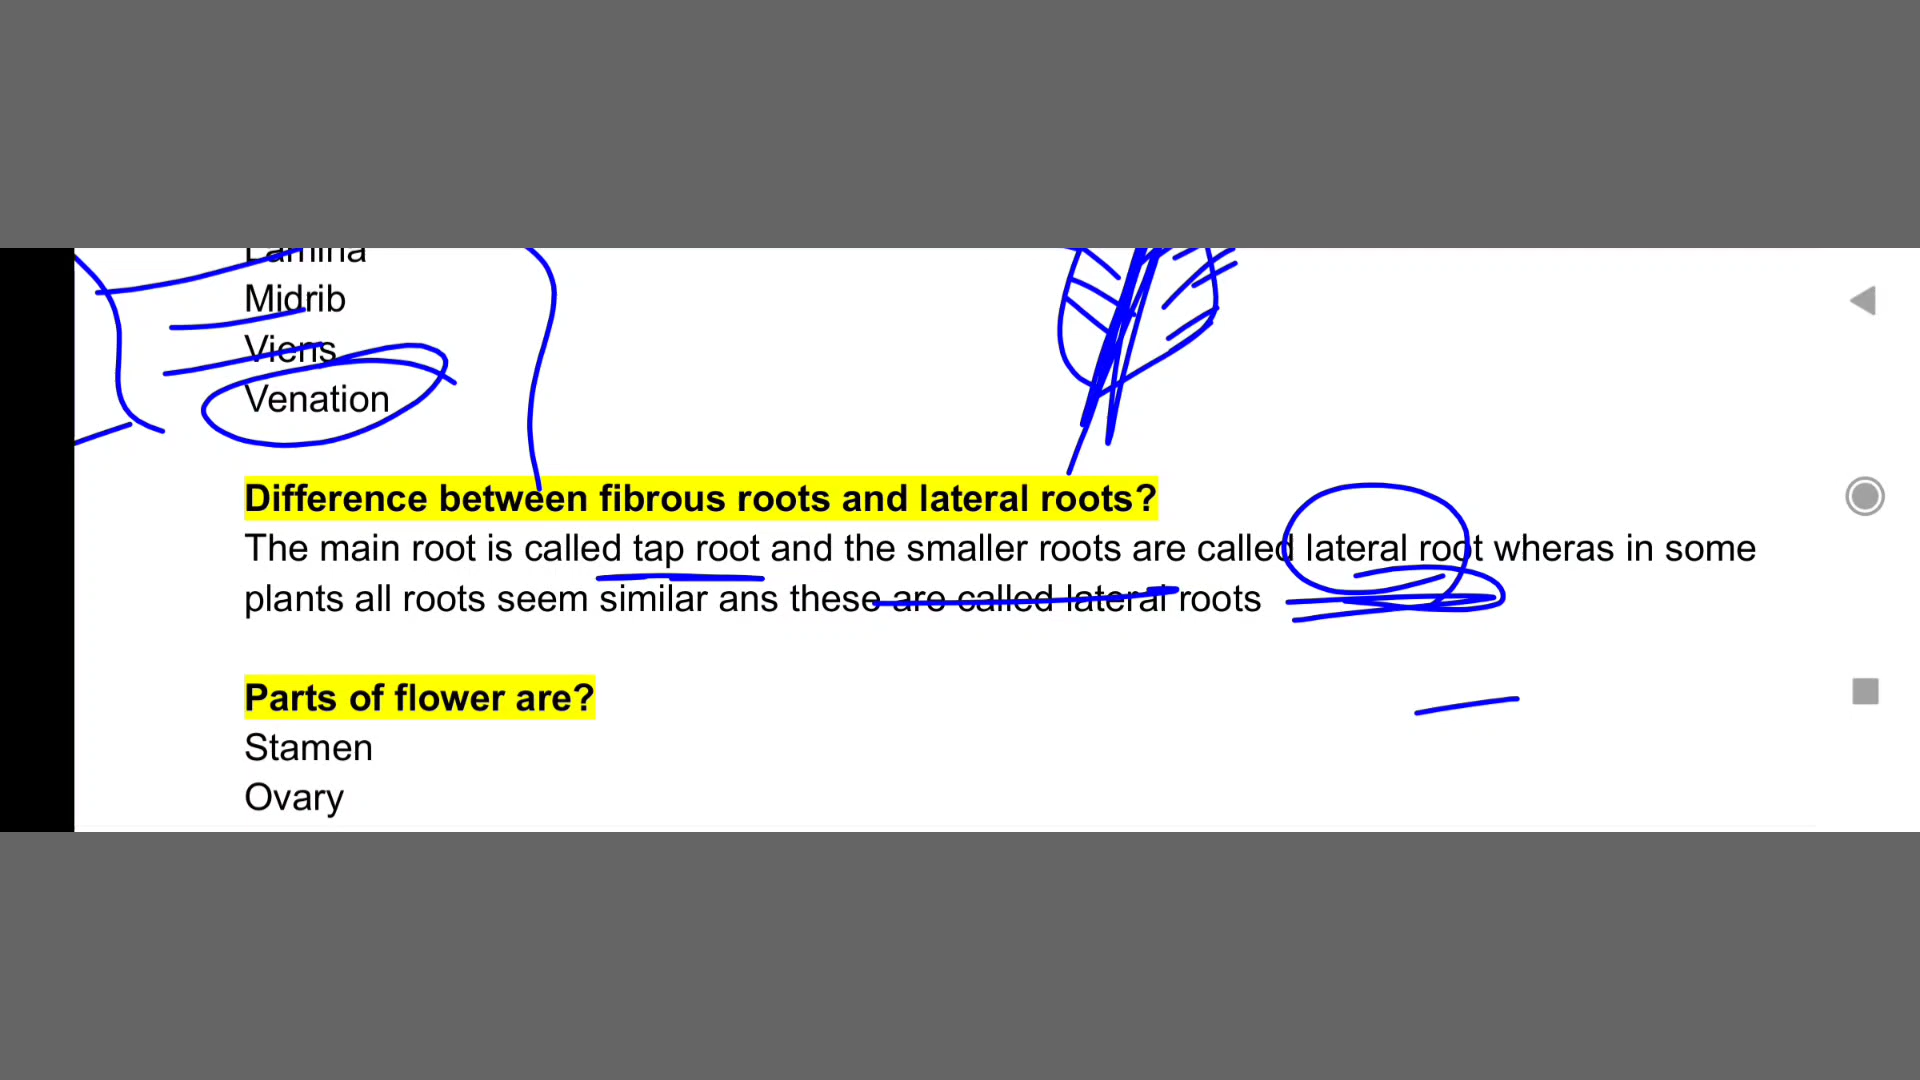 Lamina
Midrib
Viens
Venation
Difference between fibrous roots and lateral roots?
The main root is called tap root and the smaller roots are called lateral root wheras in some
plants all roots seem similar ans these are called lateral roots
Parts of flower are?
Stamen
Ovary